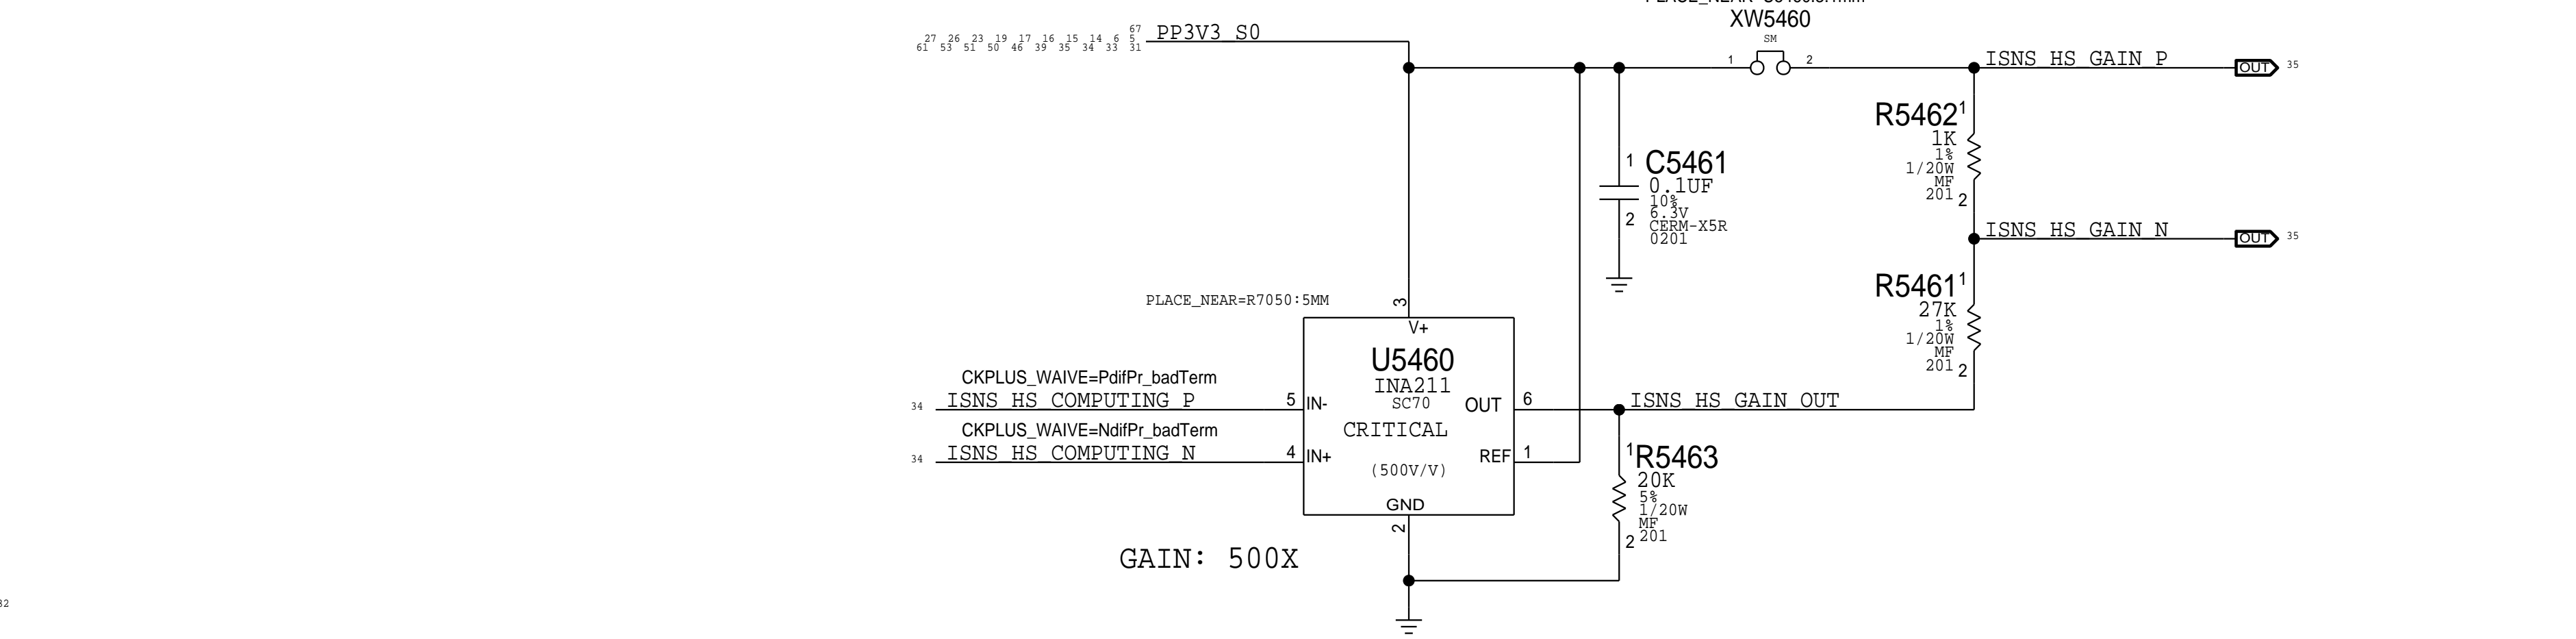 XW5460
SM
67
27 26 23 19 17 16 15 14 6 5
61 53 51 50 46 39 35 34 33 31
PP3V3_S0
1
2
ISNS_HS_GAIN_P
OUT
35
R5462
1
1K
1%
1/20W
MF
201
2
1
C5461
0.1UF
10%
6.3V
CERM-X5R
0201
2
ISNS_HS_GAIN_N
OUT
35
R5461
1
27K
1%
1/20W
MF
201
2
PLACE_NEAR=R7050:5MM
3
V+
U5460
INA211
SC70
CRITICAL
(500V/V)
GND
2
CKPLUS_WAIVE=PdifPr_badTerm
34
ISNS_HS_COMPUTING_P
5
IN-
CKPLUS_WAIVE=NdifPr_badTerm
34
ISNS_HS_COMPUTING_N
4
IN+
OUT
6
ISNS_HS_GAIN_OUT
REF
1
1
R5463
20K
5%
1/20W
MF
201
2
GAIN: 500X